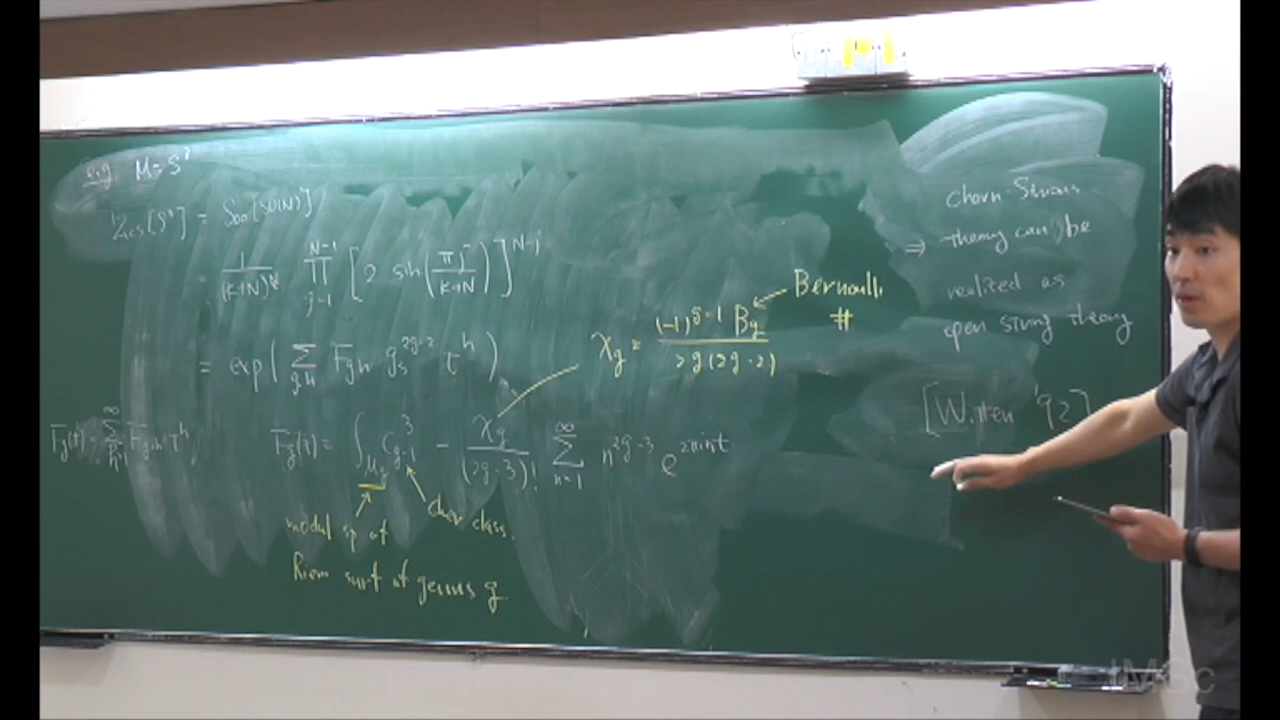 e.g. M=S³
Z_CS[S³] = S₀₀[SU(N)]
= 1/(k+N)^{N/2} ∏_{j=1}^{N-1} [2 sin(πj/(k+N))]^{N-j}
= exp( Σ_{g,h} F_{g,h} g_s^{2g-2} t^h )
χ_g = (-1)^{g-1} B_g / 2g(2g-2)
Bernoulli
#
F_g(t) = Σ_{h=1}^∞ F_{g,h} t^h,
F_g(t) = ∫_{M_g} C_{g-1}^3 - χ_g/(2g-3)! Σ_{n=1}^∞ n^{2g-3} e^{2πint}
moduli sp of
Riem surf of genus g
Cher class.
Chern-Simons
⇒ theory can be
realized as
open string theory
[Witten '92]
IMSc